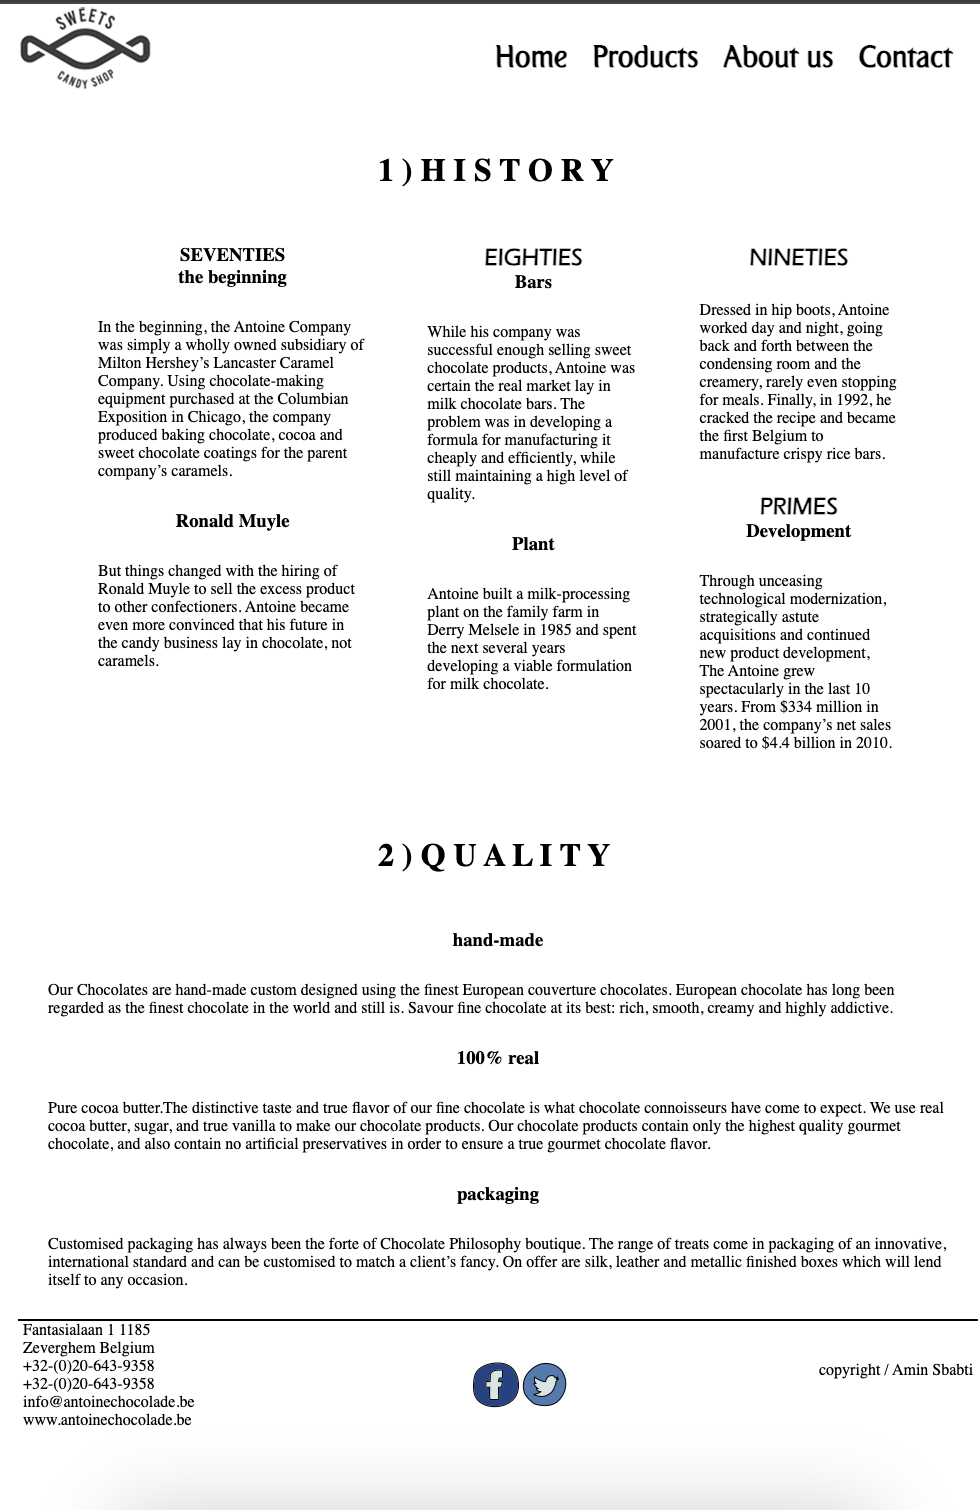 SWEETS
CANDY SHOP
Home Products About us Contact
1)HISTORY
SEVENTIES
the beginning
In the beginning, the Antoine Company
was simply a wholly owned subsidiary of
Milton Hershey’s Lancaster Caramel
Company. Using chocolate-making
equipment purchased at the Columbian
Exposition in Chicago, the company
produced baking chocolate, cocoa and
sweet chocolate coatings for the parent
company’s caramels.
Ronald Muyle
But things changed with the hiring of
Ronald Muyle to sell the excess product
to other confectioners. Antoine became
even more convinced that his future in
the candy business lay in chocolate, not
caramels.
EIGHTIES
Bars
While his company was
successful enough selling sweet
chocolate products, Antoine was
certain the real market lay in
milk chocolate bars. The
problem was in developing a
formula for manufacturing it
cheaply and efficiently, while
still maintaining a high level of
quality.
Plant
Antoine built a milk-processing
plant on the family farm in
Derry Melsele in 1985 and spent
the next several years
developing a viable formulation
for milk chocolate.
NINETIES
Dressed in hip boots, Antoine
worked day and night, going
back and forth between the
condensing room and the
creamery, rarely even stopping
for meals. Finally, in 1992, he
cracked the recipe and became
the first Belgium to
manufacture crispy rice bars.
PRIMES
Development
Through unceasing
technological modernization,
strategically astute
acquisitions and continued
new product development,
The Antoine grew
spectacularly in the last 10
years. From $334 million in
2001, the company’s net sales
soared to $4.4 billion in 2010.
2)QUALITY
hand-made
Our Chocolates are hand-made custom designed using the finest European couverture chocolates. European chocolate has long been
regarded as the finest chocolate in the world and still is. Savour fine chocolate at its best: rich, smooth, creamy and highly addictive.
100% real
Pure cocoa butter.The distinctive taste and true flavor of our fine chocolate is what chocolate connoisseurs have come to expect. We use real
cocoa butter, sugar, and true vanilla to make our chocolate products. Our chocolate products contain only the highest quality gourmet
chocolate, and also contain no artificial preservatives in order to ensure a true gourmet chocolate flavor.
packaging
Customised packaging has always been the forte of Chocolate Philosophy boutique. The range of treats come in packaging of an innovative,
international standard and can be customised to match a client’s fancy. On offer are silk, leather and metallic finished boxes which will lend
itself to any occasion.
Fantasialaan 1 1185
Zeverghem Belgium
+32-(0)20-643-9358
+32-(0)20-643-9358
info@antoinechocolade.be
www.antoinechocolade.be
f
copyright / Amin Sbabti